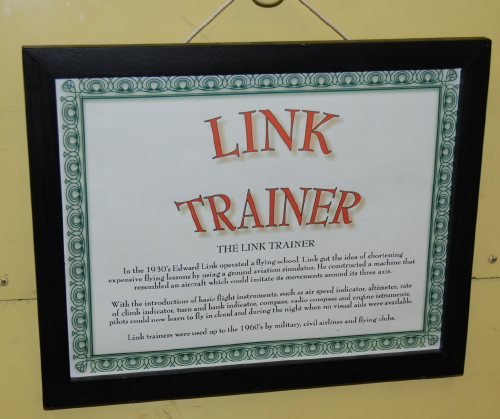 LINK
TRAINER
THE LINK TRAINER
In the 1930's Edward Link operated a flying school. Link got the idea of shortening
expensive flying lessons by using a ground aviation simulator. He constructed a machine that
resembled an aircraft which could imitate its movements around its three axis.
With the introduction of basic flight instruments, such as air speed indicator, altimeter, rate
of climb indicator, turn and bank indicator, compass, radio compass and engine istruments,
pilots could now learn to fly in cloud and during the night when no visual aids were available.
Link trainers were used up to the 1960's by military, civil airlines and flying clubs.